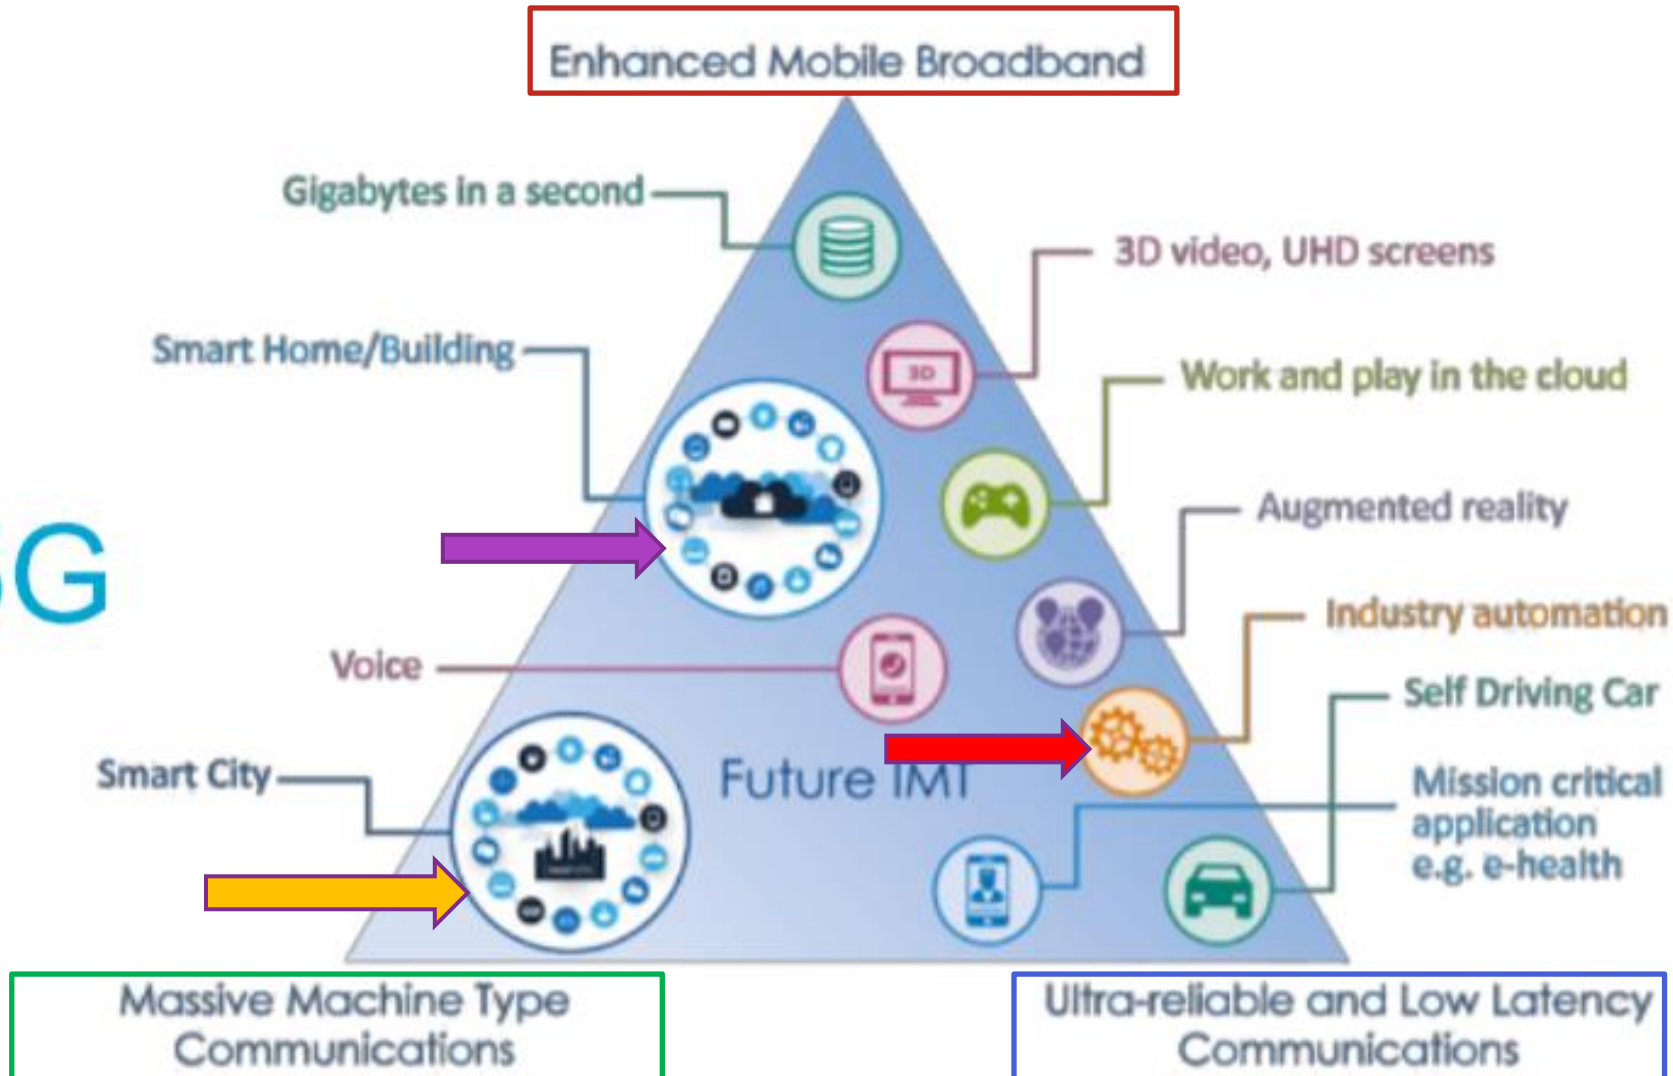 Enhanced Mobile Broadband
Gigabytes in a second
3D video, UHD screens
Smart Home/Building
3D
Work and play in the cloud
Augmented reality
5G
Industry automation
Voice
Self Driving Car
Smart City
Future IMT
Mission critical
application
e.g. e-health
Massive Machine Type
Communications
Ultra-reliable and Low Latency
Communications